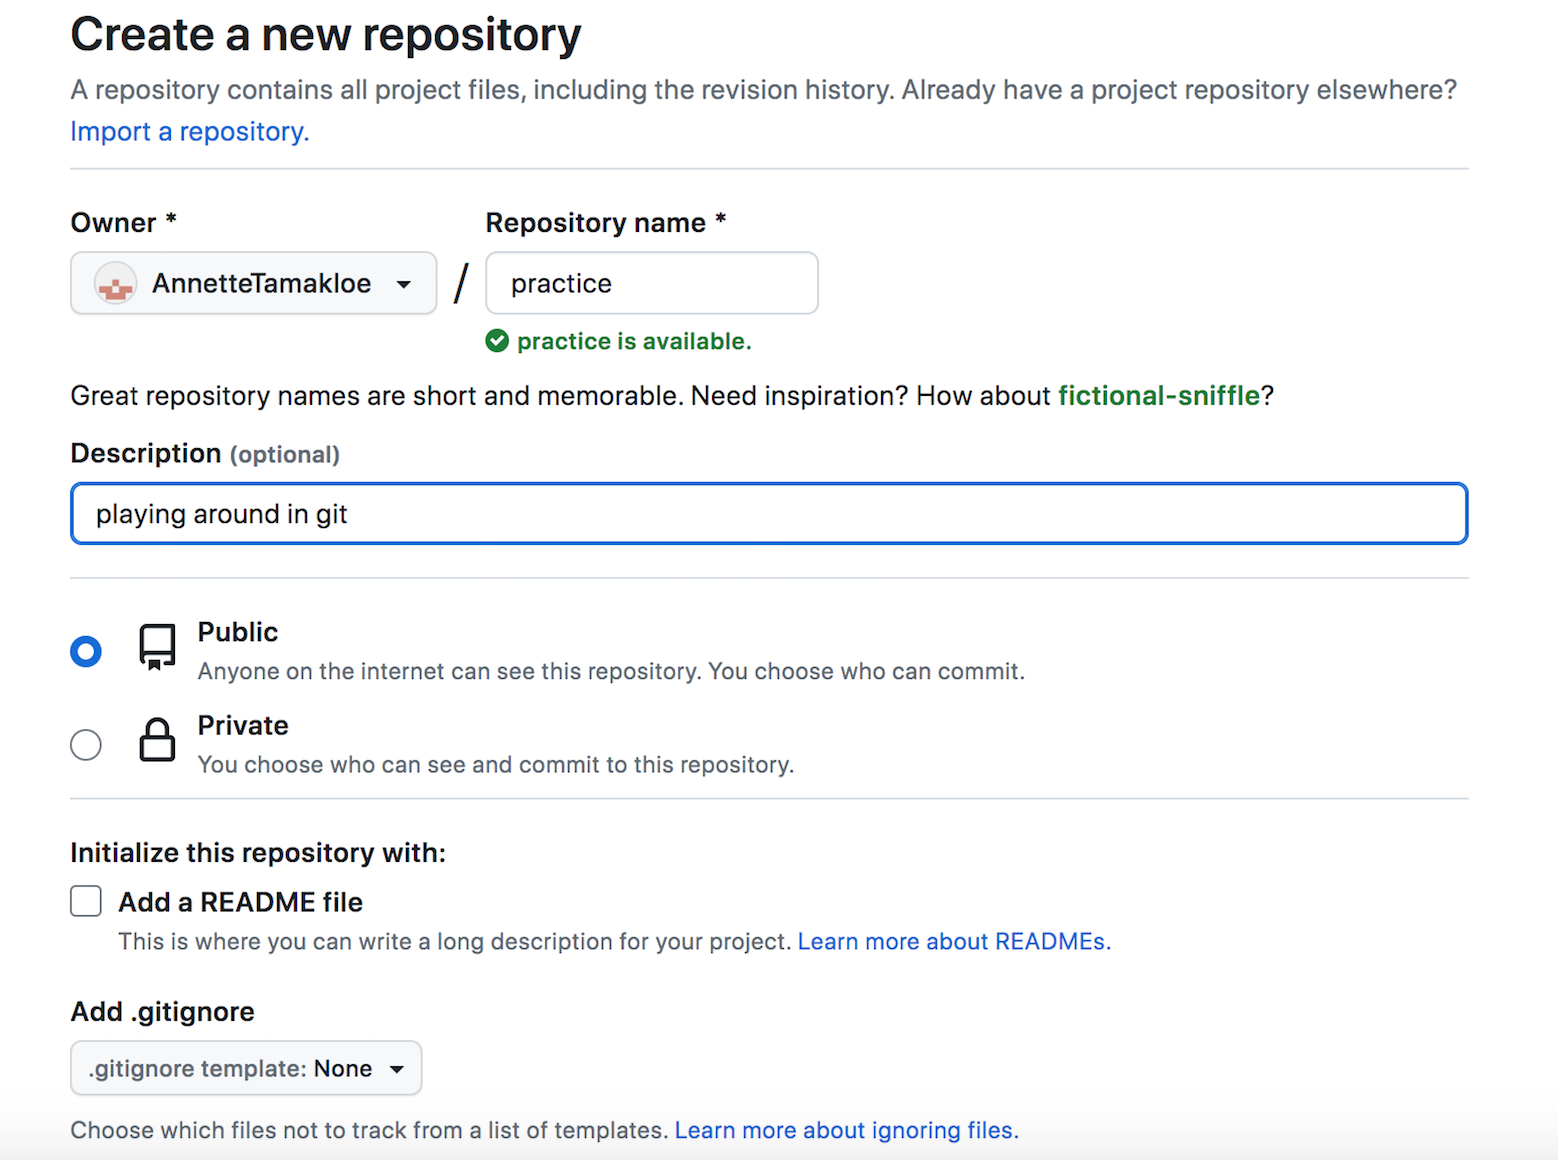 Create a new repository
A repository contains all project files, including the revision history. Already have a project repository elsewhere?
Import a repository.
Owner *
Repository name *
AnnetteTamakloe
/
practice
practice is available.
Great repository names are short and memorable. Need inspiration? How about fictional-sniffle?
Description (optional)
playing around in git
Public
Anyone on the internet can see this repository. You choose who can commit.
Private
You choose who can see and commit to this repository.
Initialize this repository with:
Add a README file
This is where you can write a long description for your project. Learn more about READMEs.
Add .gitignore
.gitignore template: None
Choose which files not to track from a list of templates. Learn more about ignoring files.